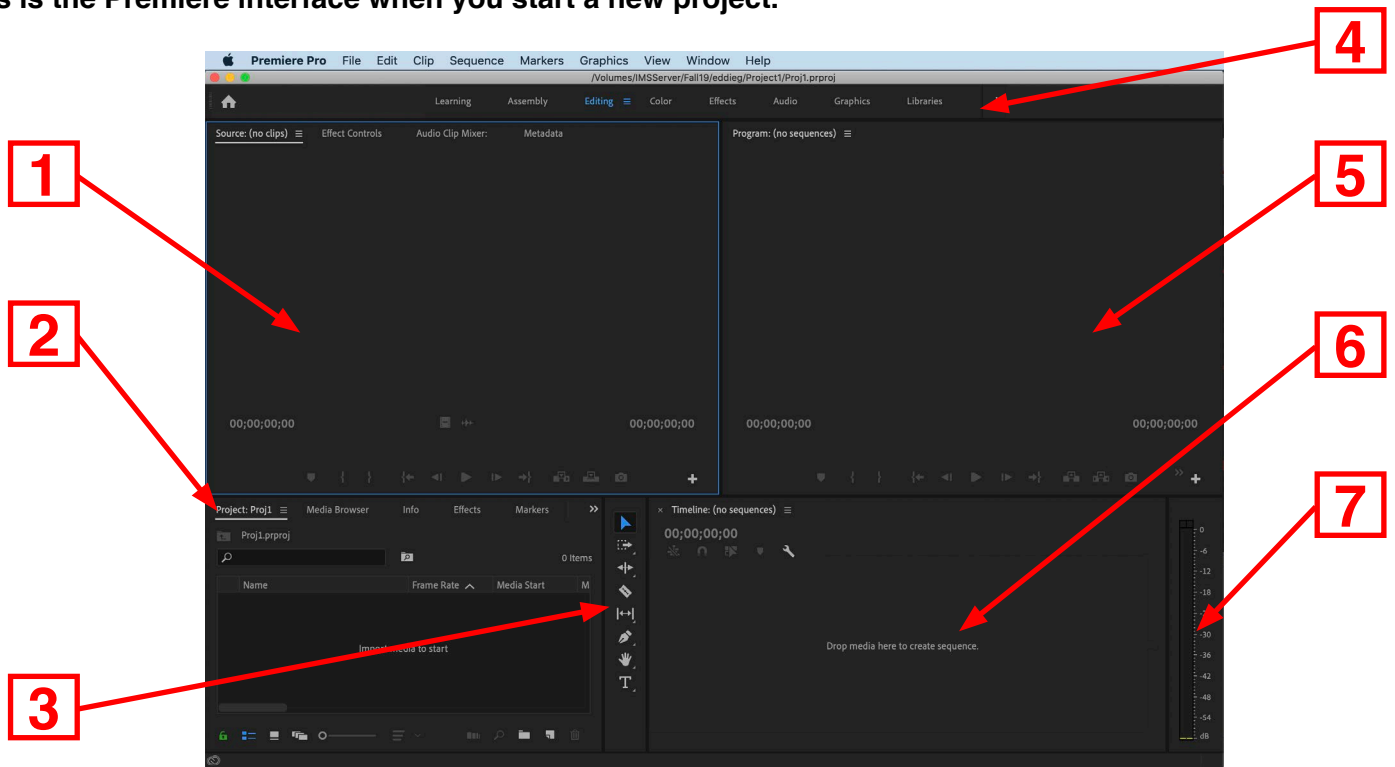 s is the Premiere interface when you start a new project.
4
Premiere Pro File Edit Clip Sequence Markers Graphics View Window Help
/Volumes/IMSServer/Fall19/eddieg/Project1/Proj1.prproj
Learning Assembly Editing Color Effects Audio Graphics Libraries
Source: (no clips) Effect Controls Audio Clip Mixer: Metadata
Program: (no sequences)
1
5
2
6
00;00;00;00 00;00;00;00
00;00;00;00 00;00;00;00
7
Project: Proj1 Media Browser Info Effects Markers
Timeline: (no sequences)
Proj1.prproj
00;00;00;00
0 Items
Name Frame Rate Media Start M
Import media to start
Drop media here to create sequence.
T
3
0
-6
-12
-18
-30
-36
-42
-48
-54
dB